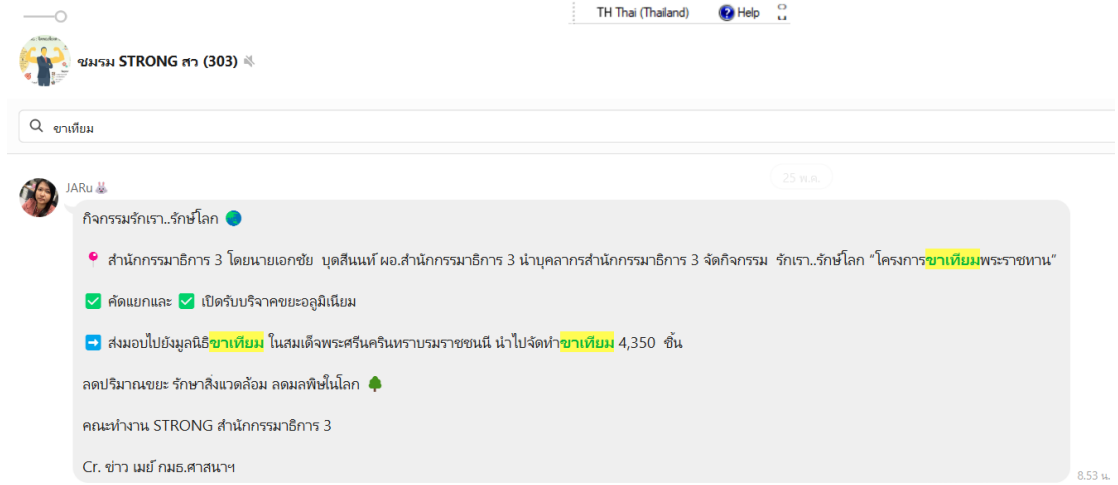 TH Thai (Thailand) Help
ชมรม STRONG สว (303)
ขาเทียม
25 พ.ค.
JARu
กิจกรรมรักเรา..รักษ์โลก
สำนักกรรมาธิการ 3 โดยนายเอกชัย บุดสีนนท์ ผอ.สำนักกรรมาธิการ 3 นำบุคลากรสำนักกรรมาธิการ 3 จัดกิจกรรม รักเรา..รักษ์โลก “โครงการขาเทียมพระราชทาน”
คัดแยกและ เปิดรับบริจาคขยะอลูมิเนียม
ส่งมอบไปยังมูลนิธิขาเทียม ในสมเด็จพระศรีนครินทราบรมราชชนนี นำไปจัดทำขาเทียม 4,350 ชิ้น
ลดปริมาณขยะ รักษาสิ่งแวดล้อม ลดมลพิษในโลก
คณะทำงาน STRONG สำนักกรรมาธิการ 3
Cr. ข่าว เมย์ กมธ.ศาสนาฯ
8.53 น.